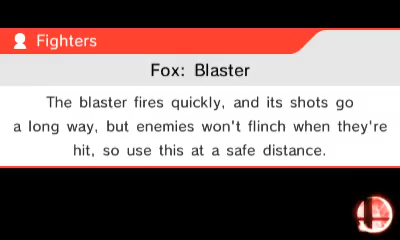 Fighters
Fox: Blaster
The blaster fires quickly, and its shots go
a long way, but enemies won't flinch when they're
hit, so use this at a safe distance.